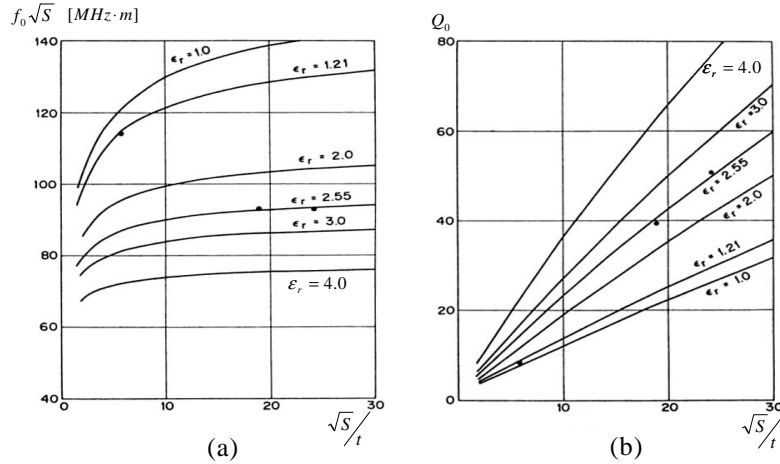 f₀√S [MHz·m]
140
120
100
80
60
40
0
10
20
30
√S/t
ϵr = 1.0
ϵr = 1.21
ϵr = 2.0
ϵr = 2.55
ϵr = 3.0
εr = 4.0
(a)
Q₀
80
60
40
20
0
0
10
20
30
√S/t
εr = 4.0
ϵr = 3.0
ϵr = 2.55
ϵr = 2.0
ϵr = 1.21
ϵr = 1.0
(b)